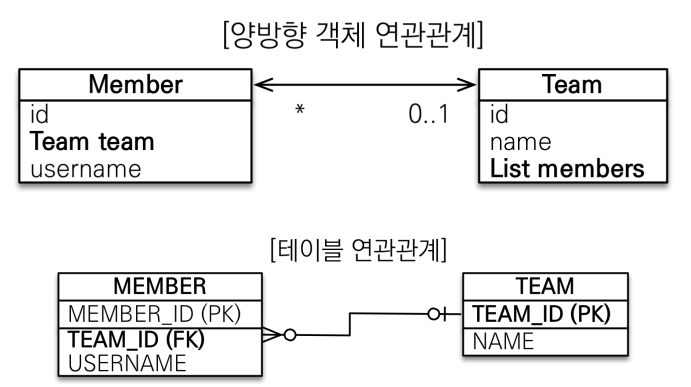 [양방향 객체 연관관계]
Member
id
Team team
username
*
0..1
Team
id
name
List members
[테이블 연관관계]
MEMBER
MEMBER_ID (PK)
TEAM_ID (FK)
USERNAME
TEAM
TEAM_ID (PK)
NAME